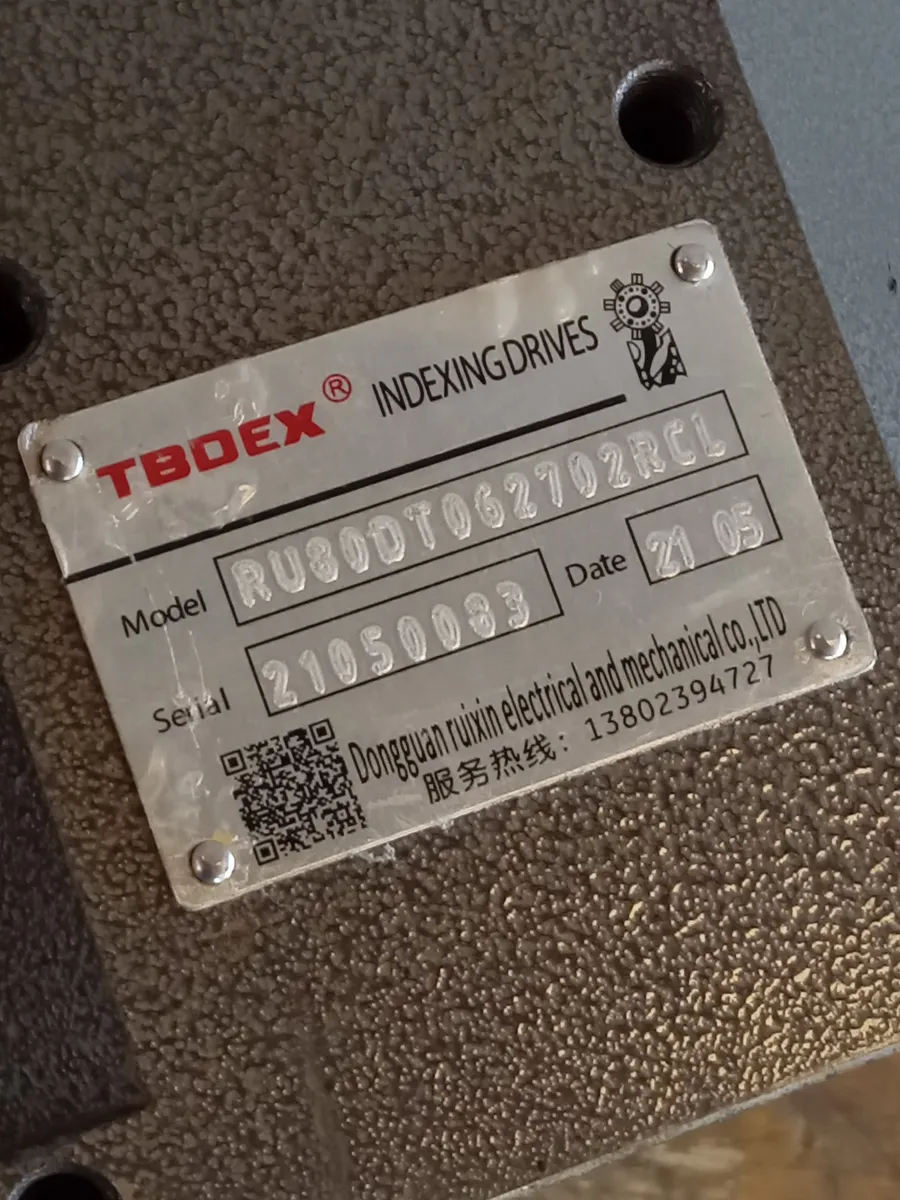 TBDEX® INDEXING DRIVES
Model RU80DT062702RCL
Serial 21050083 Date 21 05
Dongguan ruixin electrical and mechanical co.,LTD
服务热线：13802394727